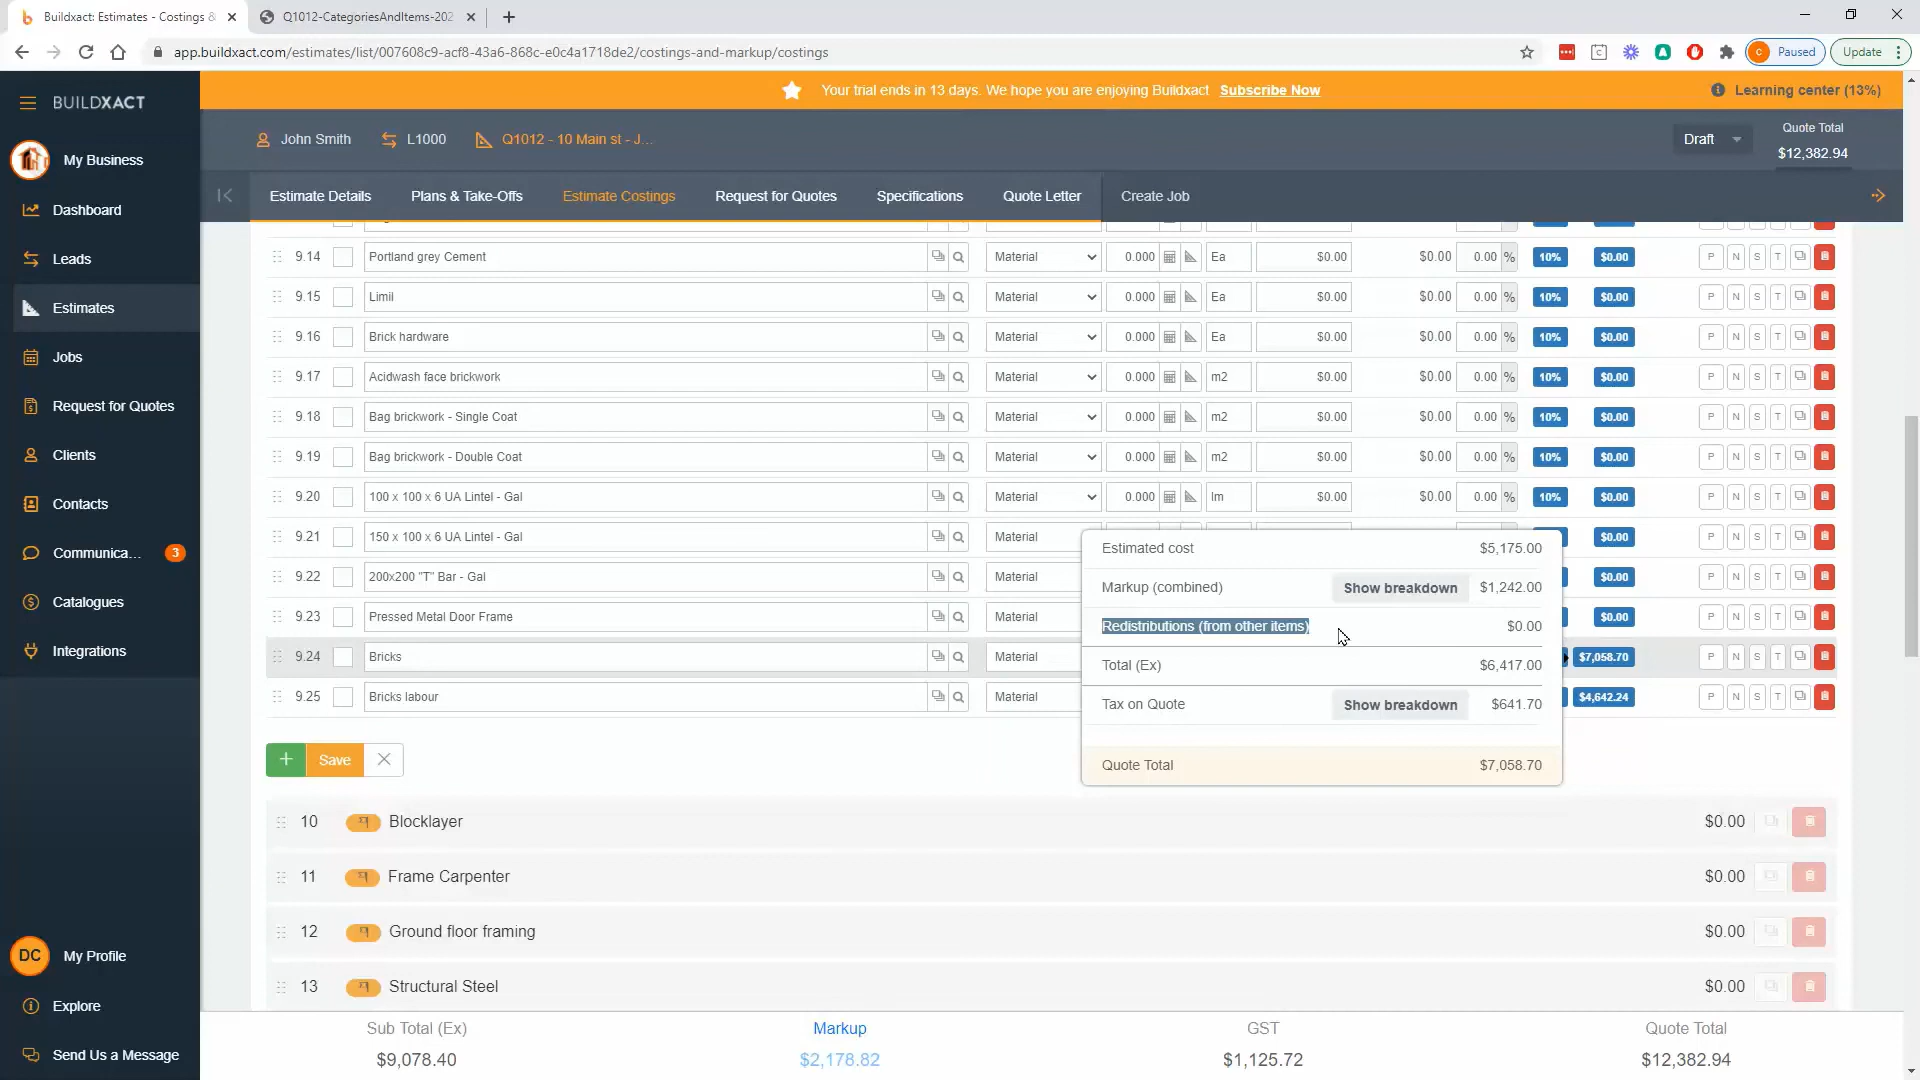 Buildxact: Estimates - Costings &
Q1012-CategoriesAndItems-202
app.buildxact.com/estimates/list/007608c9-acf8-43a6-868c-e0c4a1718de2/costings-and-markup/costings
Paused
Update
BUILDXACT
Your trial ends in 13 days. We hope you are enjoying Buildxact Subscribe Now
Learning center (13%)
John Smith L1000 Q1012 - 10 Main st - J...
Draft
Quote Total
$12,382.94
Estimate Details Plans & Take-Offs Estimate Costings Request for Quotes Specifications Quote Letter Create Job
My Business
Dashboard
Leads
Estimates
Jobs
Request for Quotes
Clients
Contacts
Communica... 3
Catalogues
Integrations
DC My Profile
Explore
Send Us a Message
9.14 Portland grey Cement Material 0.000 Ea $0.00 $0.00 0.00 % 10% $0.00 P N S T
9.15 Limil Material 0.000 Ea $0.00 $0.00 0.00 % 10% $0.00 P N S T
9.16 Brick hardware Material 0.000 Ea $0.00 $0.00 0.00 % 10% $0.00 P N S T
9.17 Acidwash face brickwork Material 0.000 m2 $0.00 $0.00 0.00 % 10% $0.00 P N S T
9.18 Bag brickwork - Single Coat Material 0.000 m2 $0.00 $0.00 0.00 % 10% $0.00 P N S T
9.19 Bag brickwork - Double Coat Material 0.000 m2 $0.00 $0.00 0.00 % 10% $0.00 P N S T
9.20 100 x 100 x 6 UA Lintel - Gal Material 0.000 lm $0.00 $0.00 0.00 % 10% $0.00 P N S T
9.21 150 x 100 x 6 UA Lintel - Gal Material $0.00 P N S T
9.22 200x200 "T" Bar - Gal Material $0.00 P N S T
9.23 Pressed Metal Door Frame Material $0.00 P N S T
9.24 Bricks Material $7,058.70 P N S T
9.25 Bricks labour Material $4,642.24 P N S T
Estimated cost $5,175.00
Markup (combined) Show breakdown $1,242.00
Redistributions (from other items) $0.00
Total (Ex) $6,417.00
Tax on Quote Show breakdown $641.70
Quote Total $7,058.70
+ Save
10 Blocklayer $0.00
11 Frame Carpenter $0.00
12 Ground floor framing $0.00
13 Structural Steel $0.00
Sub Total (Ex) Markup GST Quote Total
$9,078.40 $2,178.82 $1,125.72 $12,382.94